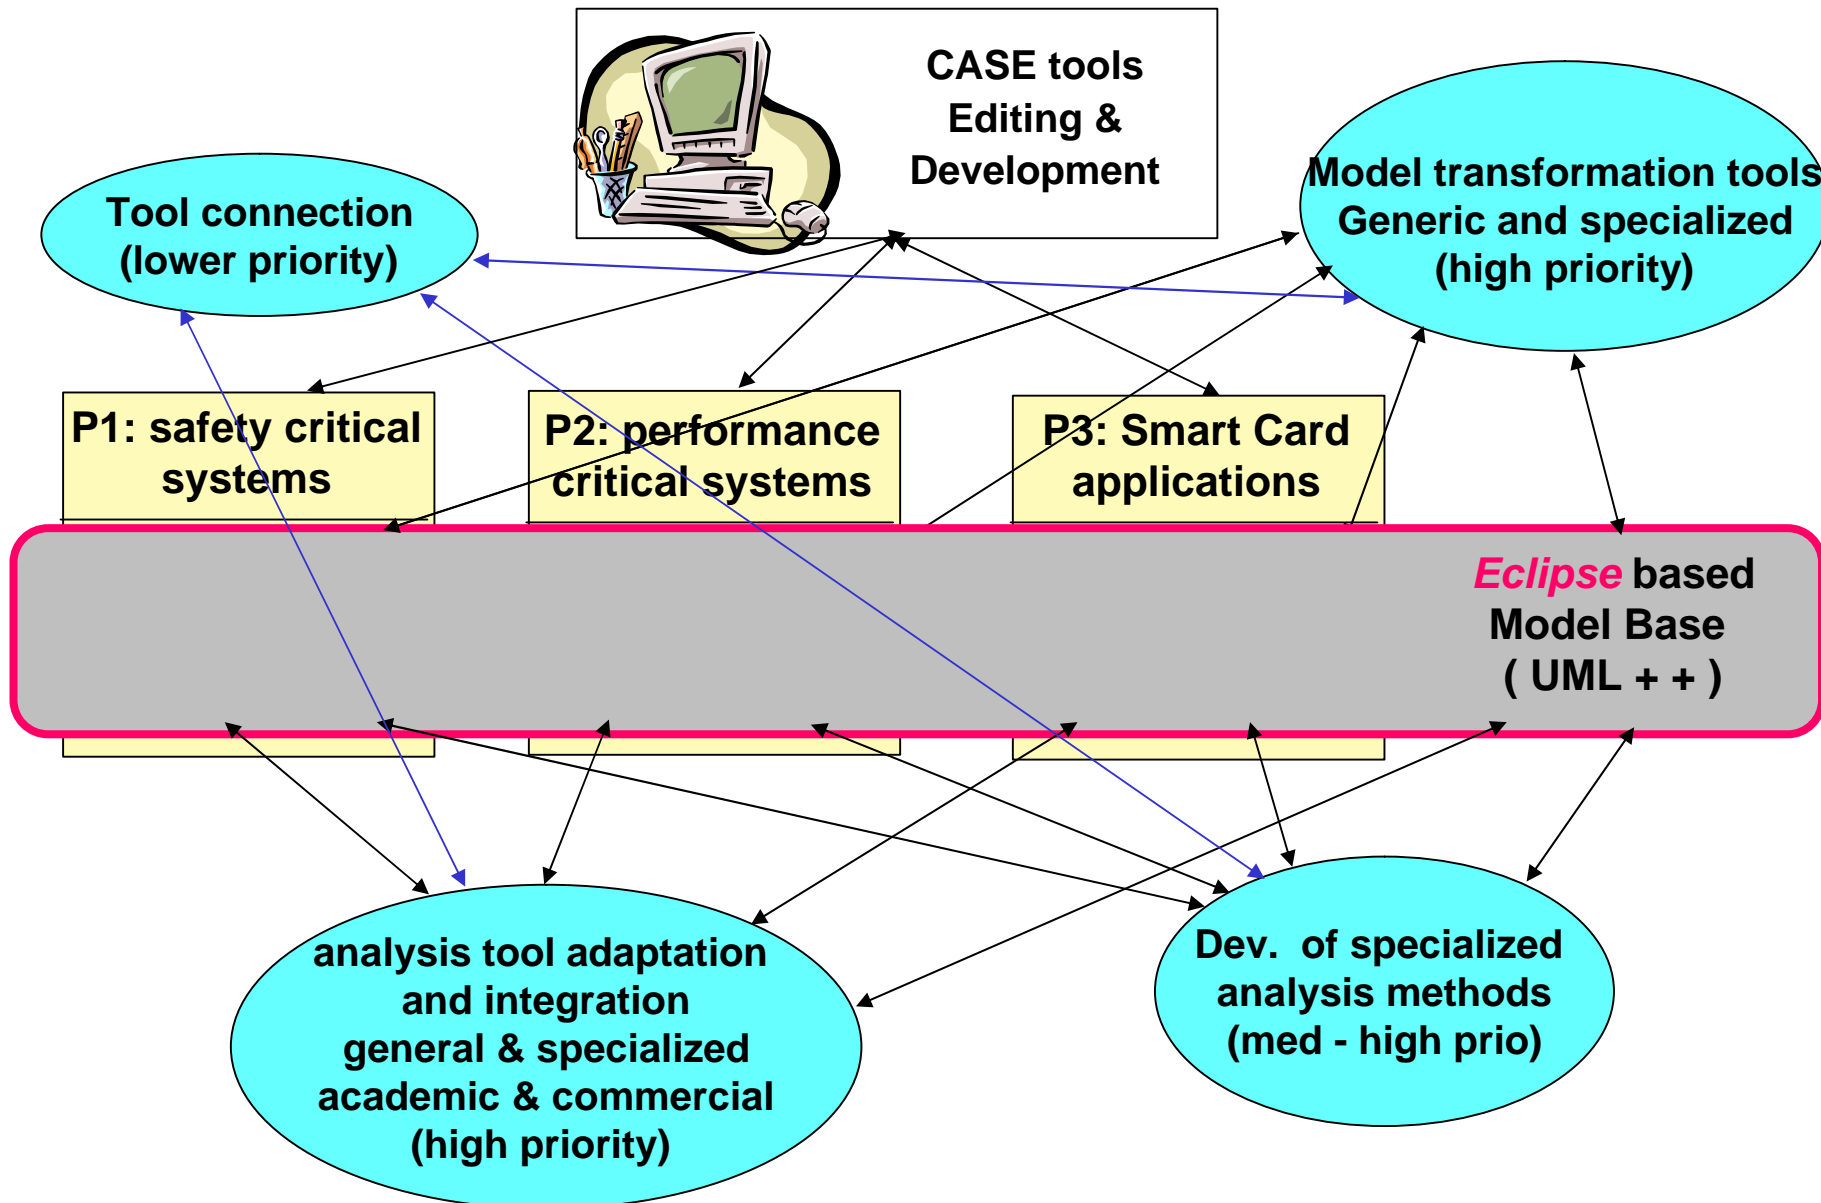 CASE tools
Editing &
Development
Model transformation tools
Generic and specialized
(high priority)
Tool connection
(lower priority)
P1: safety critical
systems
P2: performance
critical systems
P3: Smart Card
applications
Eclipse based
Model Base
( UML + + )
analysis tool adaptation
and integration
general & specialized
academic & commercial
(high priority)
Dev. of specialized
analysis methods
(med - high prio)